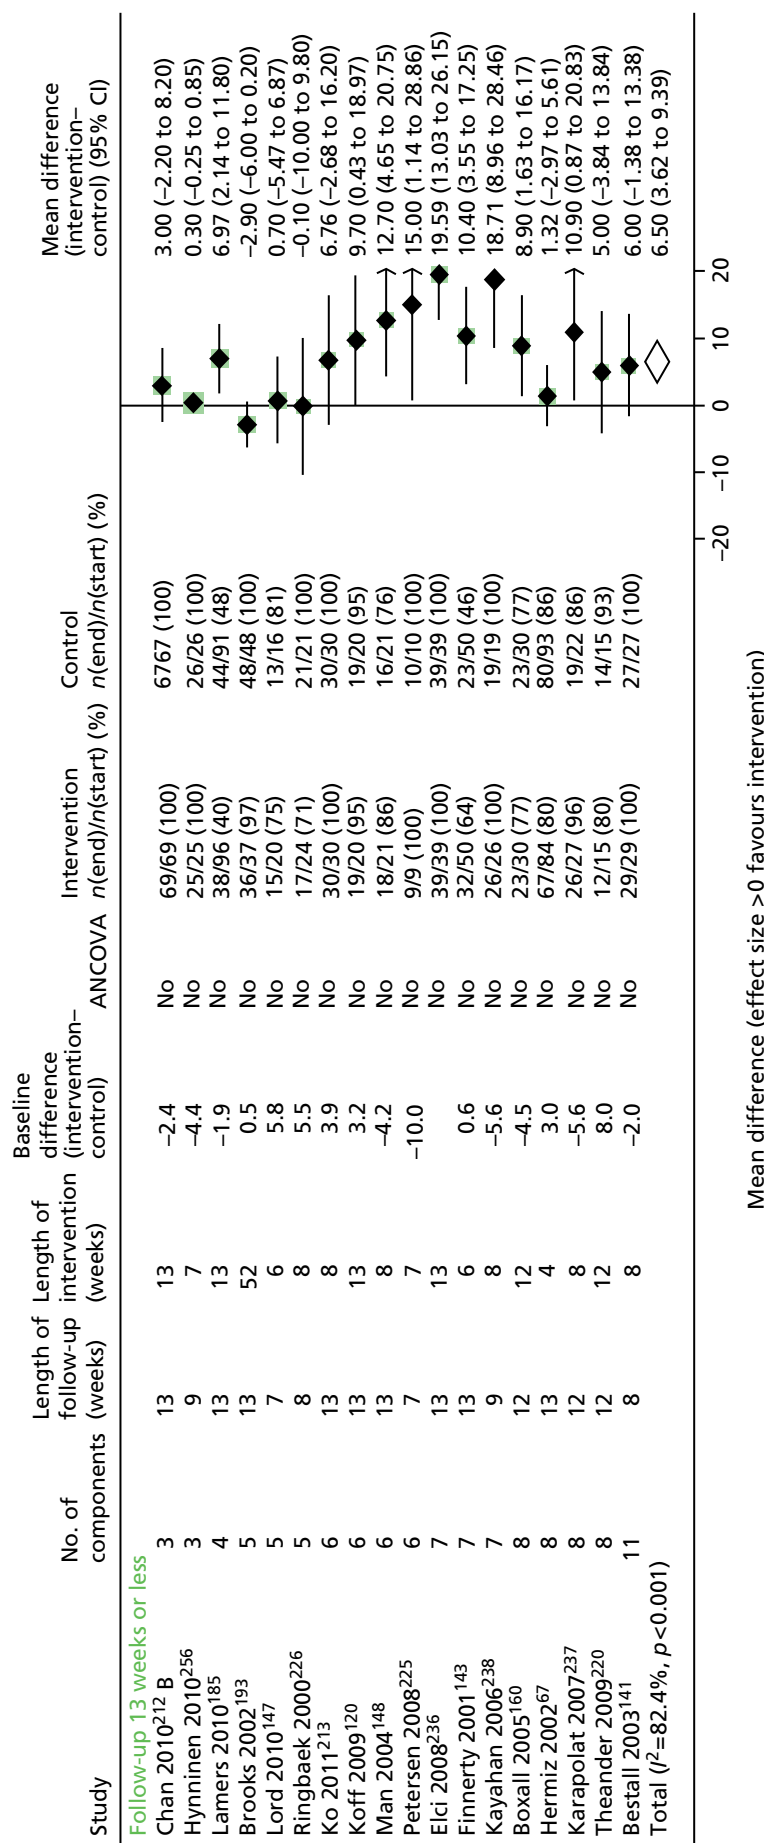 Study No. of components Length of follow-up (weeks) Length of intervention (weeks) Baseline difference (intervention–control) ANCOVA Intervention n(end)/n(start) (%) Control n(end)/n(start) (%) Mean difference (intervention–control) (95% CI)
Follow-up 13 weeks or less
Chan 2010²¹² B 3 13 13 −2.4 No 69/69 (100) 6767 (100) 3.00 (−2.20 to 8.20)
Hynninen 2010²⁵⁶ 3 9 7 −4.4 No 25/25 (100) 26/26 (100) 0.30 (−0.25 to 0.85)
Lamers 2010¹⁸⁵ 4 13 13 −1.9 No 38/96 (40) 44/91 (48) 6.97 (2.14 to 11.80)
Brooks 2002¹⁹³ 5 13 52 0.5 No 36/37 (97) 48/48 (100) −2.90 (−6.00 to 0.20)
Lord 2010¹⁴⁷ 5 7 6 5.8 No 15/20 (75) 13/16 (81) 0.70 (−5.47 to 6.87)
Ringbaek 2000²²⁶ 5 8 8 5.5 No 17/24 (71) 21/21 (100) −0.10 (−10.00 to 9.80)
Ko 2011²¹³ 6 13 8 3.9 No 30/30 (100) 30/30 (100) 6.76 (−2.68 to 16.20)
Koff 2009¹²⁰ 6 13 13 3.2 No 19/20 (95) 19/20 (95) 9.70 (0.43 to 18.97)
Man 2004¹⁴⁸ 6 13 8 −4.2 No 18/21 (86) 16/21 (76) 12.70 (4.65 to 20.75)
Petersen 2008²²⁵ 6 7 7 −10.0 No 9/9 (100) 10/10 (100) 15.00 (1.14 to 28.86)
Elci 2008²³⁶ 7 13 13 No 39/39 (100) 39/39 (100) 19.59 (13.03 to 26.15)
Finnerty 2001¹⁴³ 7 13 6 0.6 No 32/50 (64) 23/50 (46) 10.40 (3.55 to 17.25)
Kayahan 2006²³⁸ 7 9 8 −5.6 No 26/26 (100) 19/19 (100) 18.71 (8.96 to 28.46)
Boxall 2005¹⁶⁰ 8 12 12 −4.5 No 23/30 (77) 23/30 (77) 8.90 (1.63 to 16.17)
Hermiz 2002⁶⁷ 8 13 4 3.0 No 67/84 (80) 80/93 (86) 1.32 (−2.97 to 5.61)
Karapolat 2007²³⁷ 8 12 8 −5.6 No 26/27 (96) 19/22 (86) 10.90 (0.87 to 20.83)
Theander 2009²²⁰ 8 12 12 8.0 No 12/15 (80) 14/15 (93) 5.00 (−3.84 to 13.84)
Bestall 2003¹⁴¹ 11 8 8 −2.0 No 29/29 (100) 27/27 (100) 6.00 (−1.38 to 13.38)
Total (I²=82.4%, p<0.001) 6.50 (3.62 to 9.39)
−20 −10 0 10 20
Mean difference (effect size >0 favours intervention)